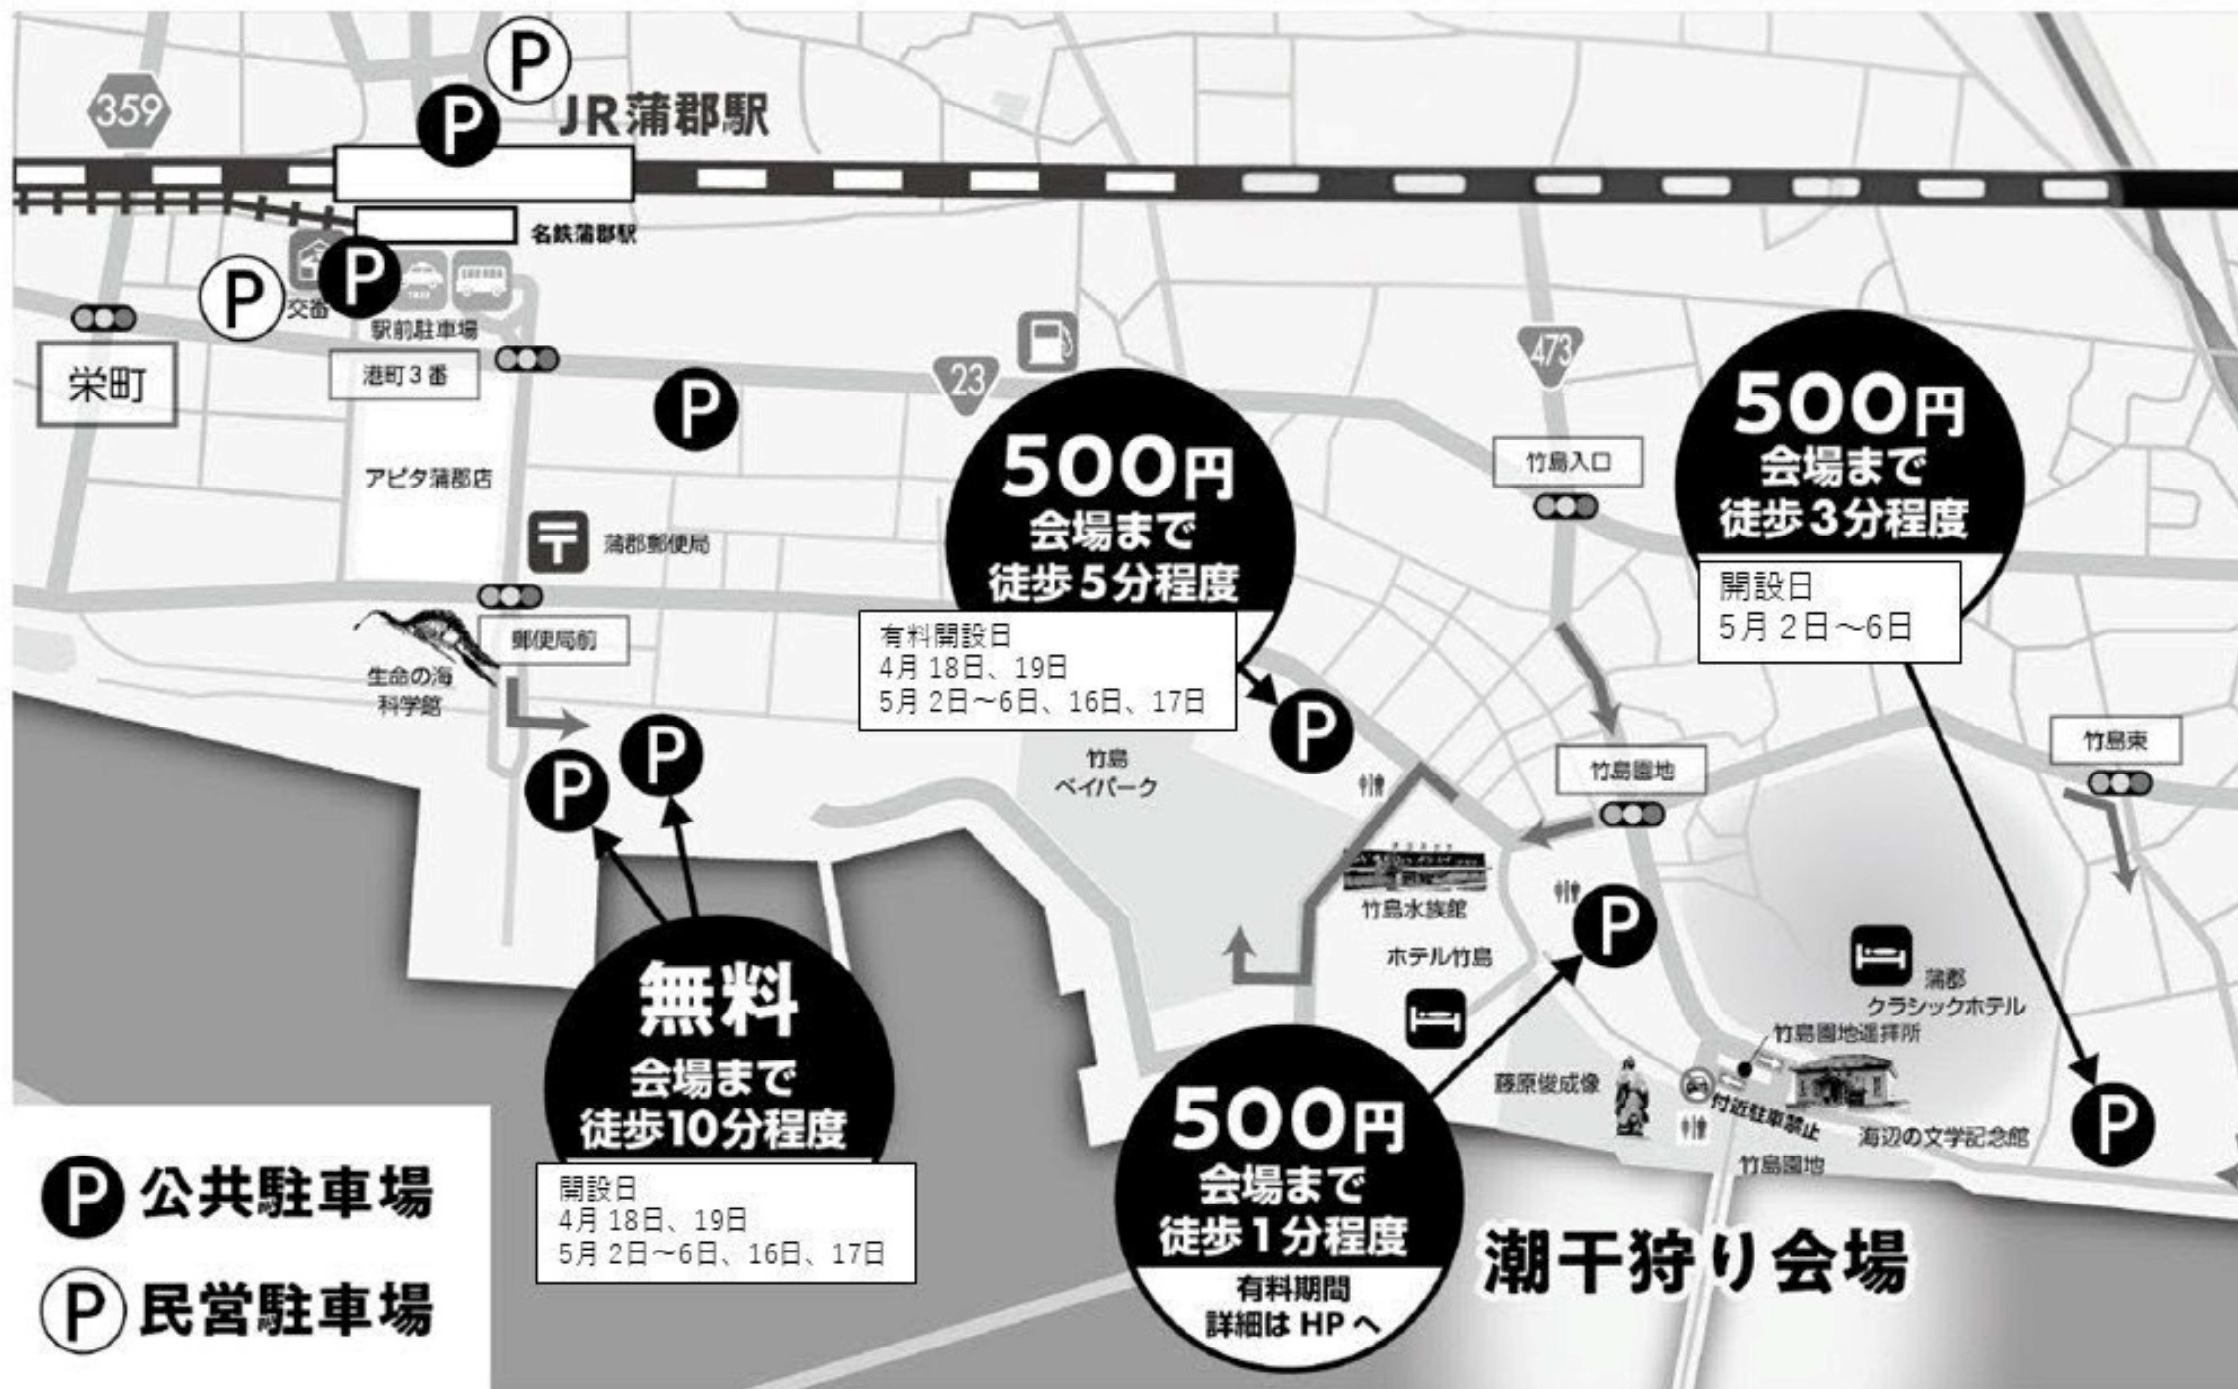 P
359
P
JR蒲郡駅
名鉄蒲郡駅
P
交番
P
TAXI
駅前駐車場
栄町
港町３番
P
23
473
アピタ蒲郡店
〒
蒲郡郵便局
500円
会場まで
徒歩５分程度
有料開設日
4月 18日、19日
5月 2日～6日、16日、17日
竹島入口
500円
会場まで
徒歩３分程度
開設日
5月 2日～6日
郵便局前
生命の海
科学館
P
P
P
竹島
ベイパーク
竹島園地
竹島東
竹島水族館
P
ホテル竹島
蒲郡
クラシックホテル
竹島園地遥拝所
藤原俊成像
付近駐車禁止
海辺の文学記念館
竹島園地
P
無料
会場まで
徒歩10分程度
開設日
4月 18日、19日
5月 2日～6日、16日、17日
500円
会場まで
徒歩１分程度
有料期間
詳細は HP へ
潮干狩り会場
P 公共駐車場
P 民営駐車場